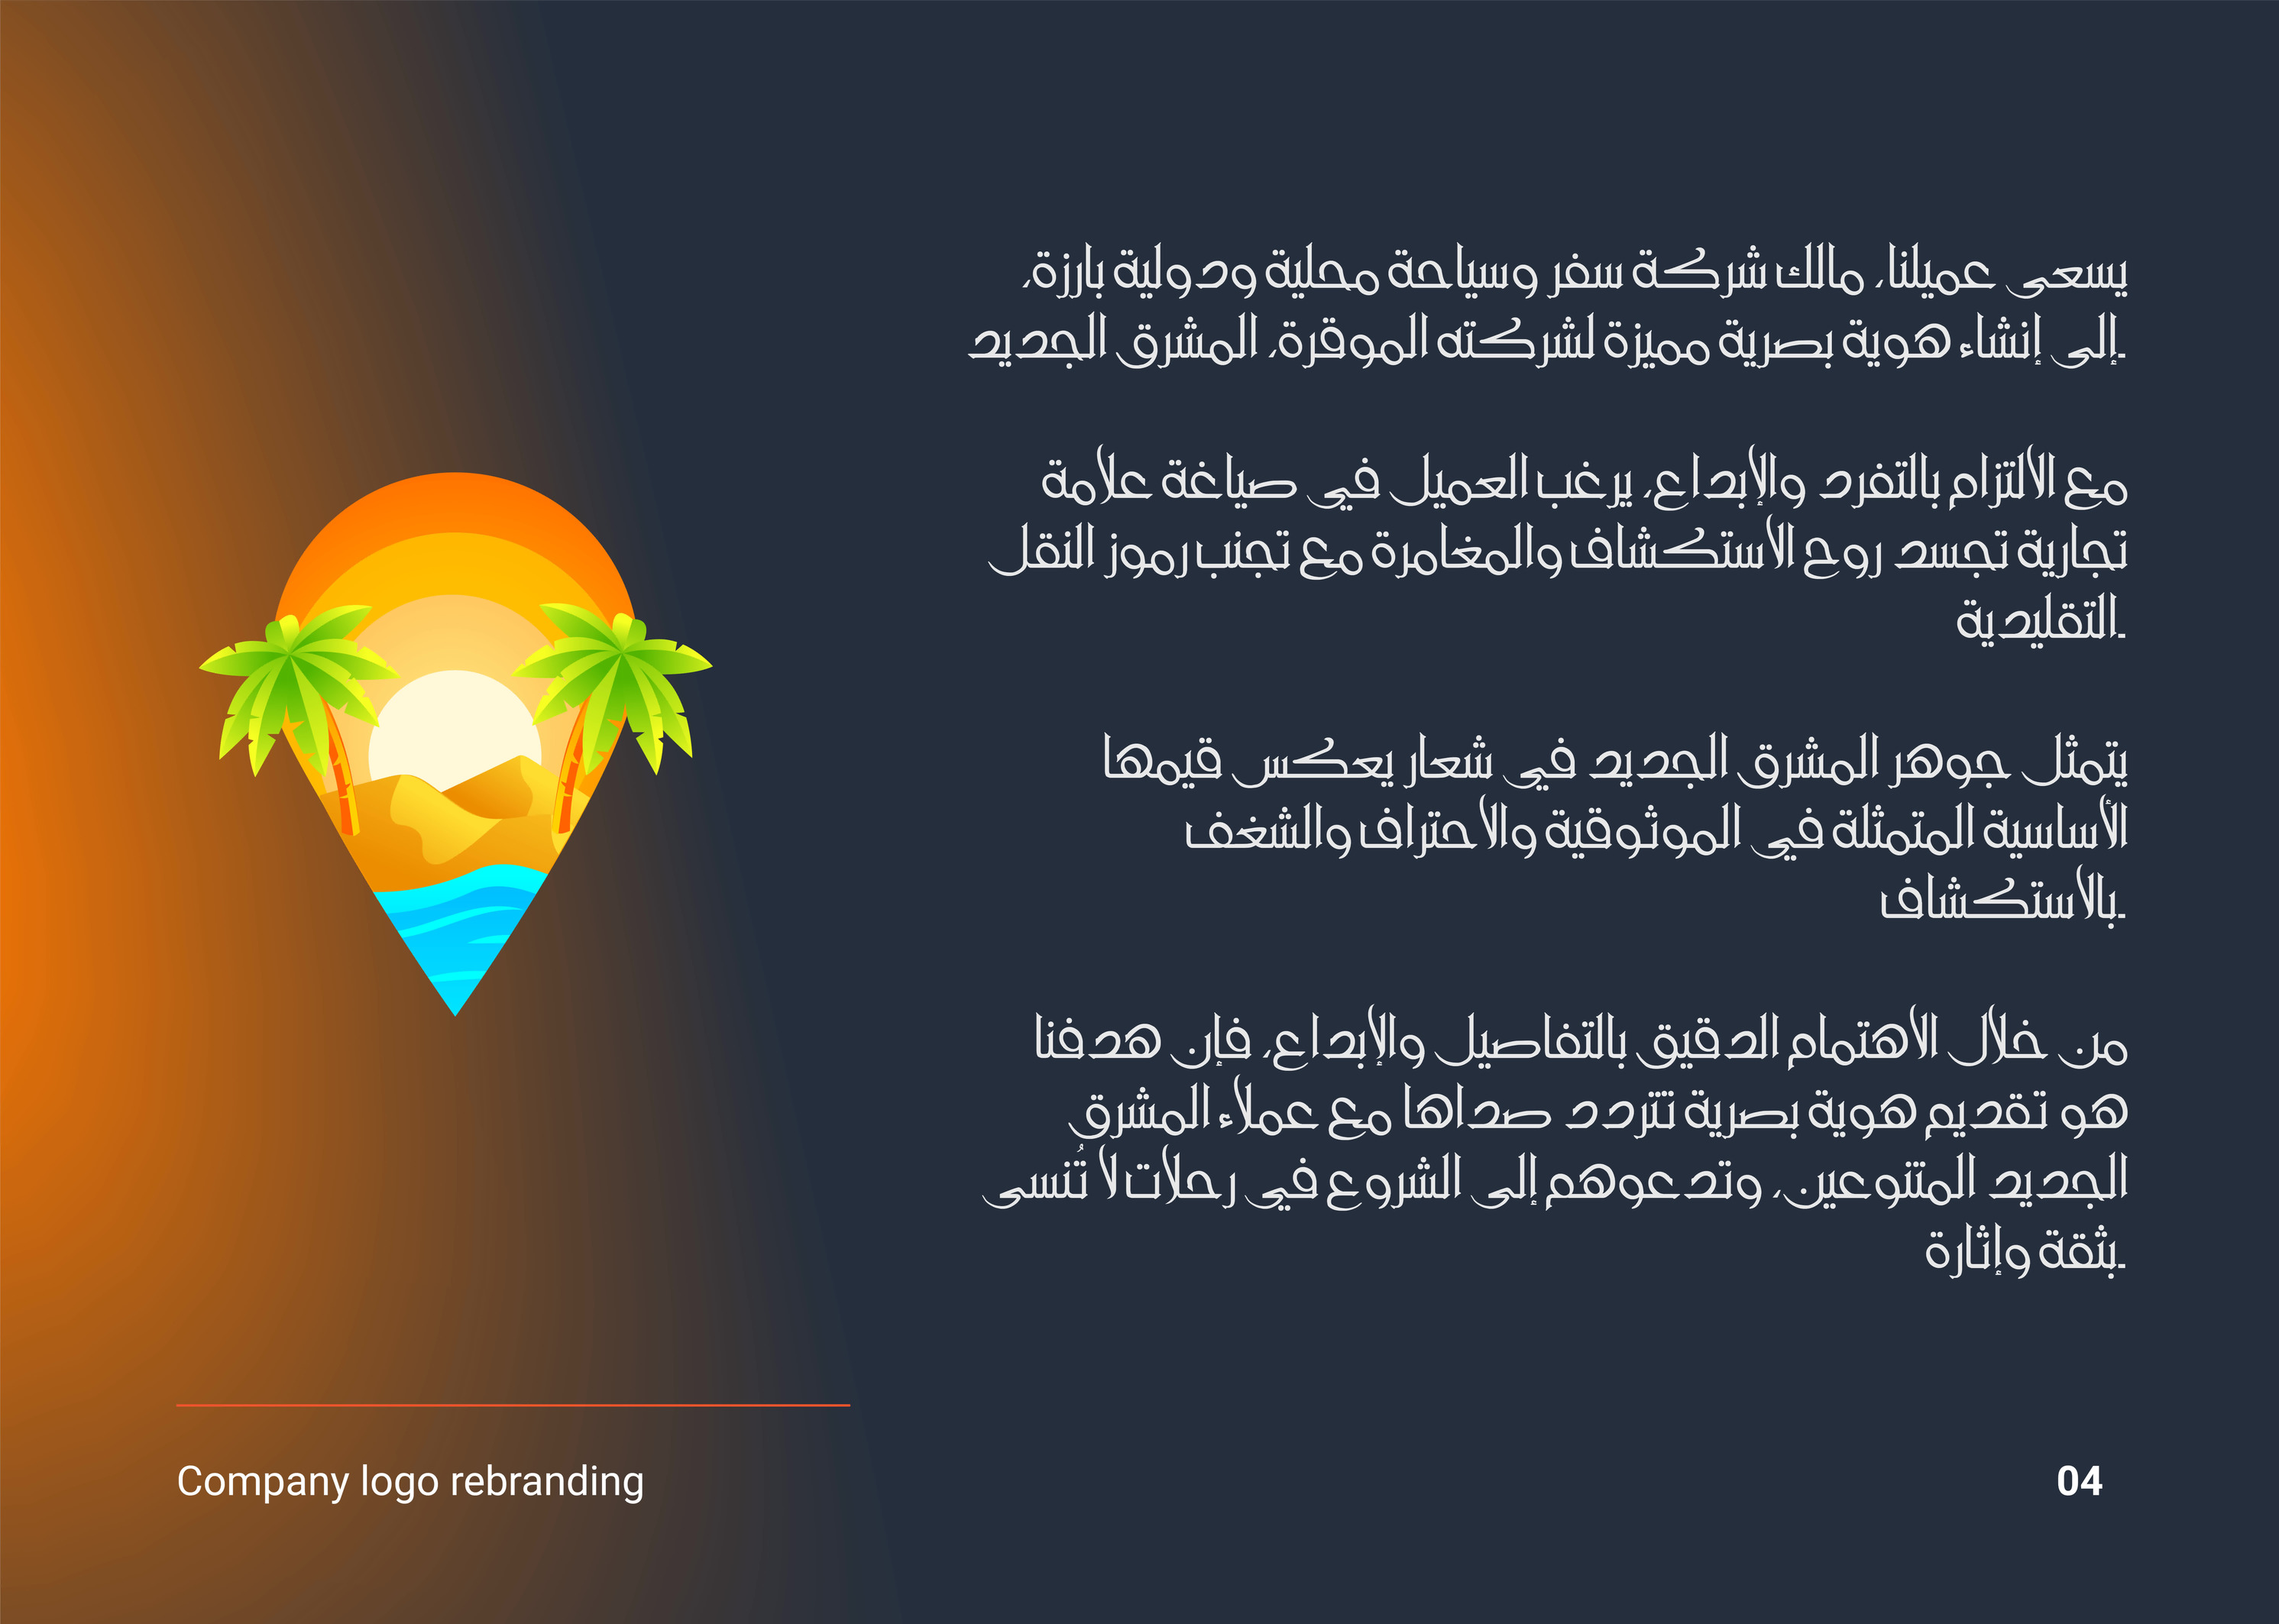 يسعى عميلنا، مالك شركة سفر وسياحة محلية ودولية بارزة،
إلى إنشاء هوية بصرية مميزة لشركته الموقرة، المشرق الجديد.
مع الالتزام بالتفرد والإبداع، يرغب العميل في صياغة علامة
تجارية تجسد روح الاستكشاف والمغامرة مع تجنب رموز النقل
التقليدية.
يتمثل جوهر المشرق الجديد في شعار يعكس قيمها
الأساسية المتمثلة في الموثوقية والاحتراف والشغف
بالاستكشاف.
من خلال الاهتمام الدقيق بالتفاصيل والإبداع، فإن هدفنا
هو تقديم هوية بصرية تتردد صداها مع عملاء المشرق
الجديد المتنوعين، وتدعوهم إلى الشروع في رحلات لا تُنسى
بثقة وإثارة.
Company logo rebranding
04